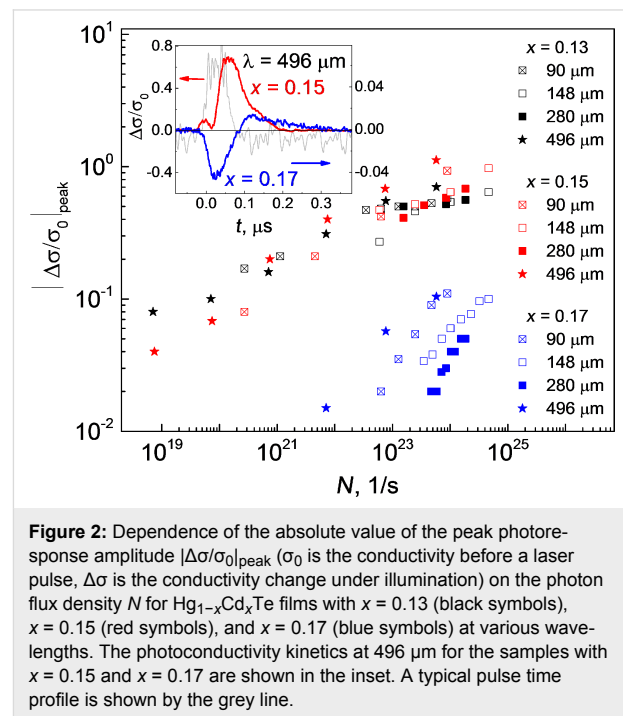 10^1
10^0
10^-1
10^-2
|Δσ/σ_0|_peak
10^19
10^21
10^23
10^25
N, 1/s
0.8
0.4
0.0
-0.4
Δσ/σ_0
0.04
0.00
-0.04
0.0
0.1
0.2
0.3
t, μs
λ = 496 μm
x = 0.15
x = 0.17
x = 0.13
90 μm
148 μm
280 μm
496 μm
x = 0.15
90 μm
148 μm
280 μm
496 μm
x = 0.17
90 μm
148 μm
280 μm
496 μm
Figure 2: Dependence of the absolute value of the peak photore-
sponse amplitude |Δσ/σ0|peak (σ0 is the conductivity before a laser
pulse, Δσ is the conductivity change under illumination) on the photon
flux density N for Hg1−xCdxTe films with x = 0.13 (black symbols),
x = 0.15 (red symbols), and x = 0.17 (blue symbols) at various wave-
lengths. The photoconductivity kinetics at 496 µm for the samples with
x = 0.15 and x = 0.17 are shown in the inset. A typical pulse time
profile is shown by the grey line.